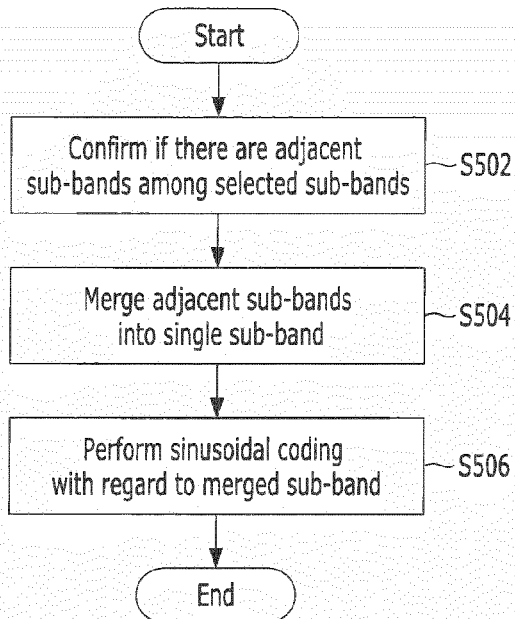 Start
Confirm if there are adjacent
sub-bands among selected sub-bands
S502
Merge adjacent sub-bands
into single sub-band
S504
Perform sinusoidal coding
with regard to merged sub-band
S506
End